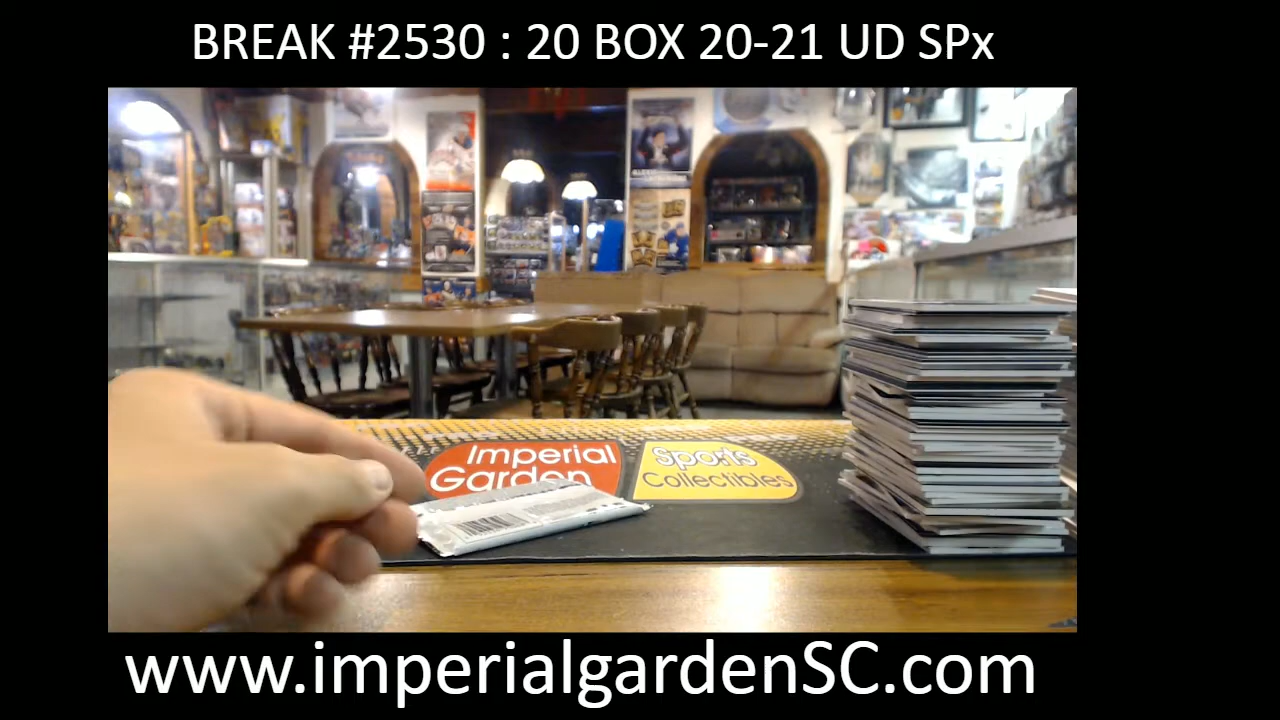 BREAK #2530 : 20 BOX 20-21 UD SPx
Imperial
Garden
Sports
Collectibles
www.imperialgardenSC.com